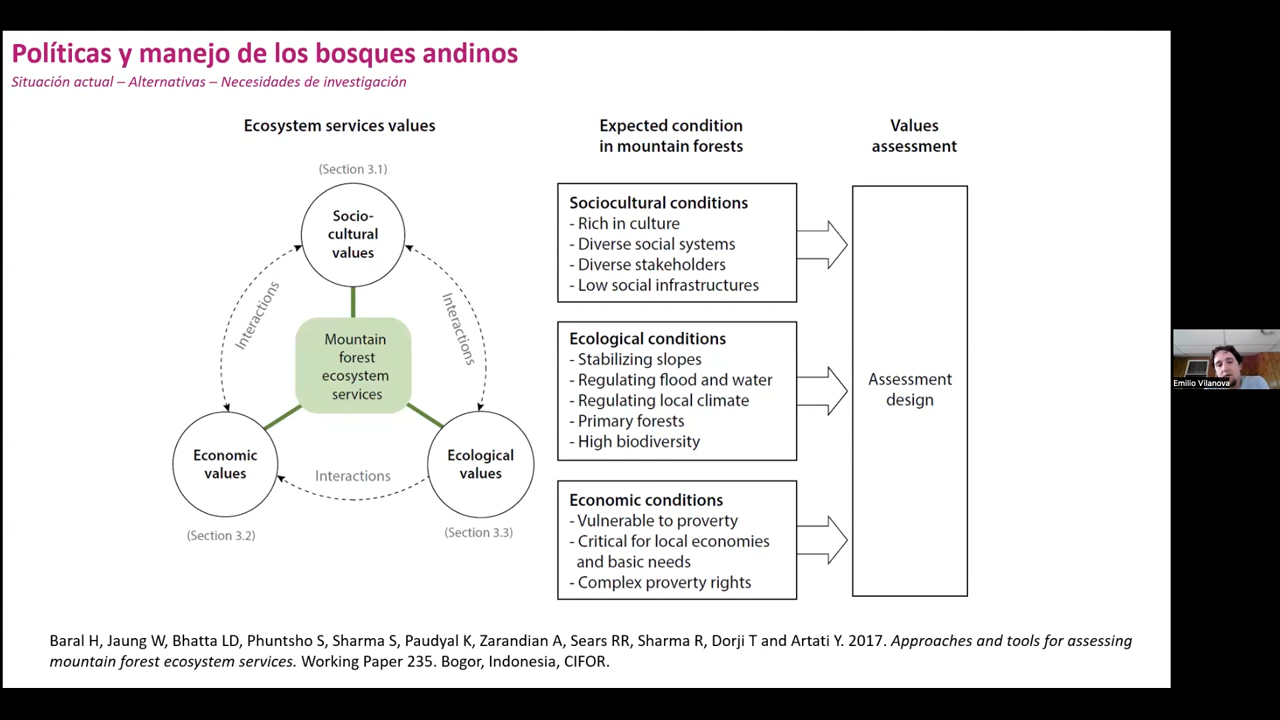 Políticas y manejo de los bosques andinos
Situación actual – Alternativas – Necesidades de investigación
Ecosystem services values
(Section 3.1)
Socio-
cultural
values
Interactions
Interactions
Mountain
forest
ecosystem
services
Economic
values
Interactions
Ecological
values
(Section 3.2)
(Section 3.3)
Expected condition
in mountain forests
Sociocultural conditions
- Rich in culture
- Diverse social systems
- Diverse stakeholders
- Low social infrastructures
Ecological conditions
- Stabilizing slopes
- Regulating flood and water
- Regulating local climate
- Primary forests
- High biodiversity
Economic conditions
- Vulnerable to proverty
- Critical for local economies
and basic needs
- Complex proverty rights
Values
assessment
Assessment
design
Baral H, Jaung W, Bhatta LD, Phuntsho S, Sharma S, Paudyal K, Zarandian A, Sears RR, Sharma R, Dorji T and Artati Y. 2017. Approaches and tools for assessing
mountain forest ecosystem services. Working Paper 235. Bogor, Indonesia, CIFOR.
Emilio Vilanova